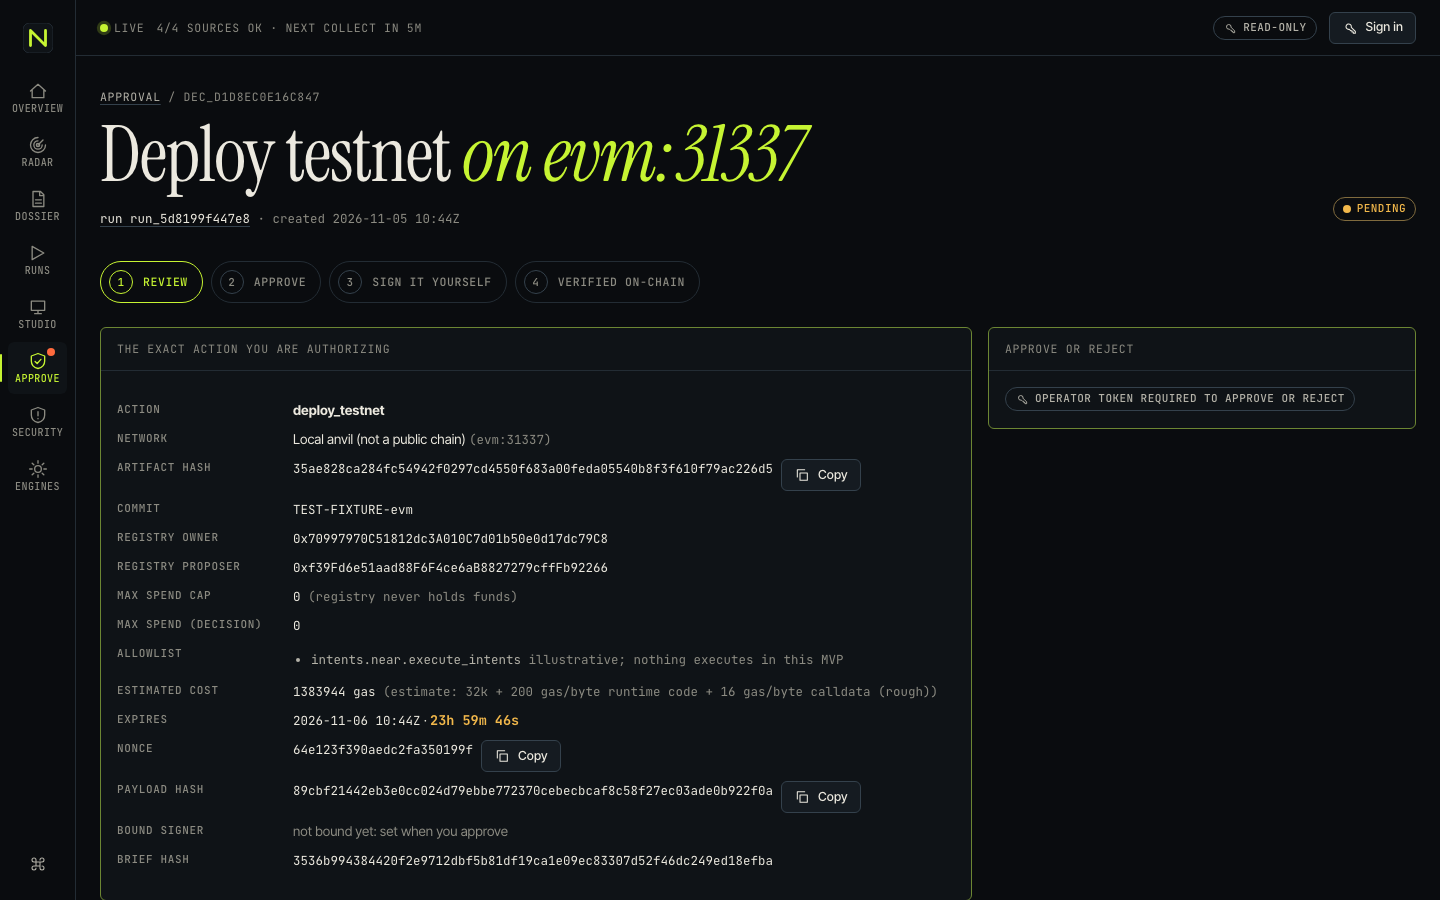 N
LIVE 4/4 SOURCES OK · NEXT COLLECT IN 5M
READ-ONLY
Sign in
OVERVIEW
RADAR
DOSSIER
RUNS
STUDIO
APPROVE
SECURITY
ENGINES
⌘
APPROVAL / DEC_D1D8EC0E16C847
Deploy testnet on evm:31337
run run_5d8199f447e8 · created 2026-11-05 10:44Z
PENDING
1 REVIEW
2 APPROVE
3 SIGN IT YOURSELF
4 VERIFIED ON-CHAIN
THE EXACT ACTION YOU ARE AUTHORIZING
ACTION deploy_testnet
NETWORK Local anvil (not a public chain) (evm:31337)
ARTIFACT HASH 35ae828ca284fc54942f0297cd4550f683a00feda05540b8f3f610f79ac226d5 Copy
COMMIT TEST-FIXTURE-evm
REGISTRY OWNER 0x70997970C51812dc3A010C7d01b50e0d17dc79C8
REGISTRY PROPOSER 0xf39Fd6e51aad88F6F4ce6aB8827279cffFb92266
MAX SPEND CAP 0 (registry never holds funds)
MAX SPEND (DECISION) 0
ALLOWLIST • intents.near.execute_intents illustrative; nothing executes in this MVP
ESTIMATED COST 1383944 gas (estimate: 32k + 200 gas/byte runtime code + 16 gas/byte calldata (rough))
EXPIRES 2026-11-06 10:44Z · 23h 59m 46s
NONCE 64e123f390aedc2fa350199f Copy
PAYLOAD HASH 89cbf21442eb3e0cc024d79ebbe772370cebecbcaf8c58f27ec03ade0b922f0a Copy
BOUND SIGNER not bound yet: set when you approve
BRIEF HASH 3536b994384420f2e9712dbf5b81df19ca1e09ec83307d52f46dc249ed18efba
APPROVE OR REJECT
OPERATOR TOKEN REQUIRED TO APPROVE OR REJECT